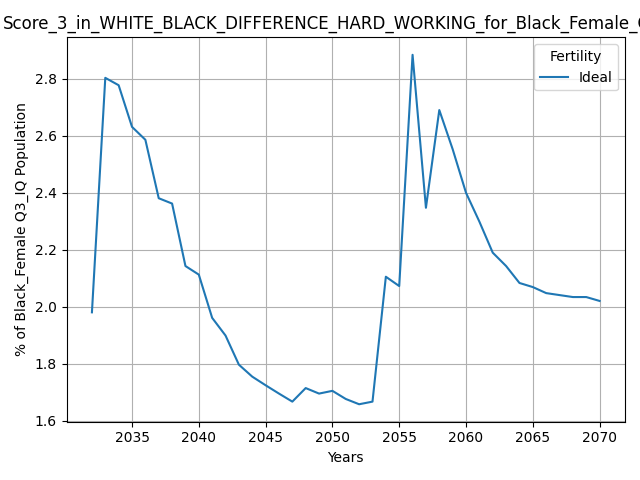 Score_3_in_WHITE_BLACK_DIFFERENCE_HARD_WORKING_for_Black_Female_
Fertility
Ideal
% of Black_Female Q3_IQ Population
2.8
2.6
2.4
2.2
2.0
1.8
1.6
2035 2040 2045 2050 2055 2060 2065 2070
Years